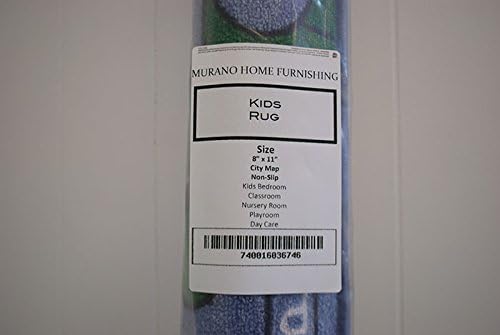 MURANO HOME FURNISHING
KIDS
RUG
Size
8" x 11"
City Map
Non-Slip
Kids Bedroom
Classroom
Nursery Room
Playroom
Day Care
740016036746